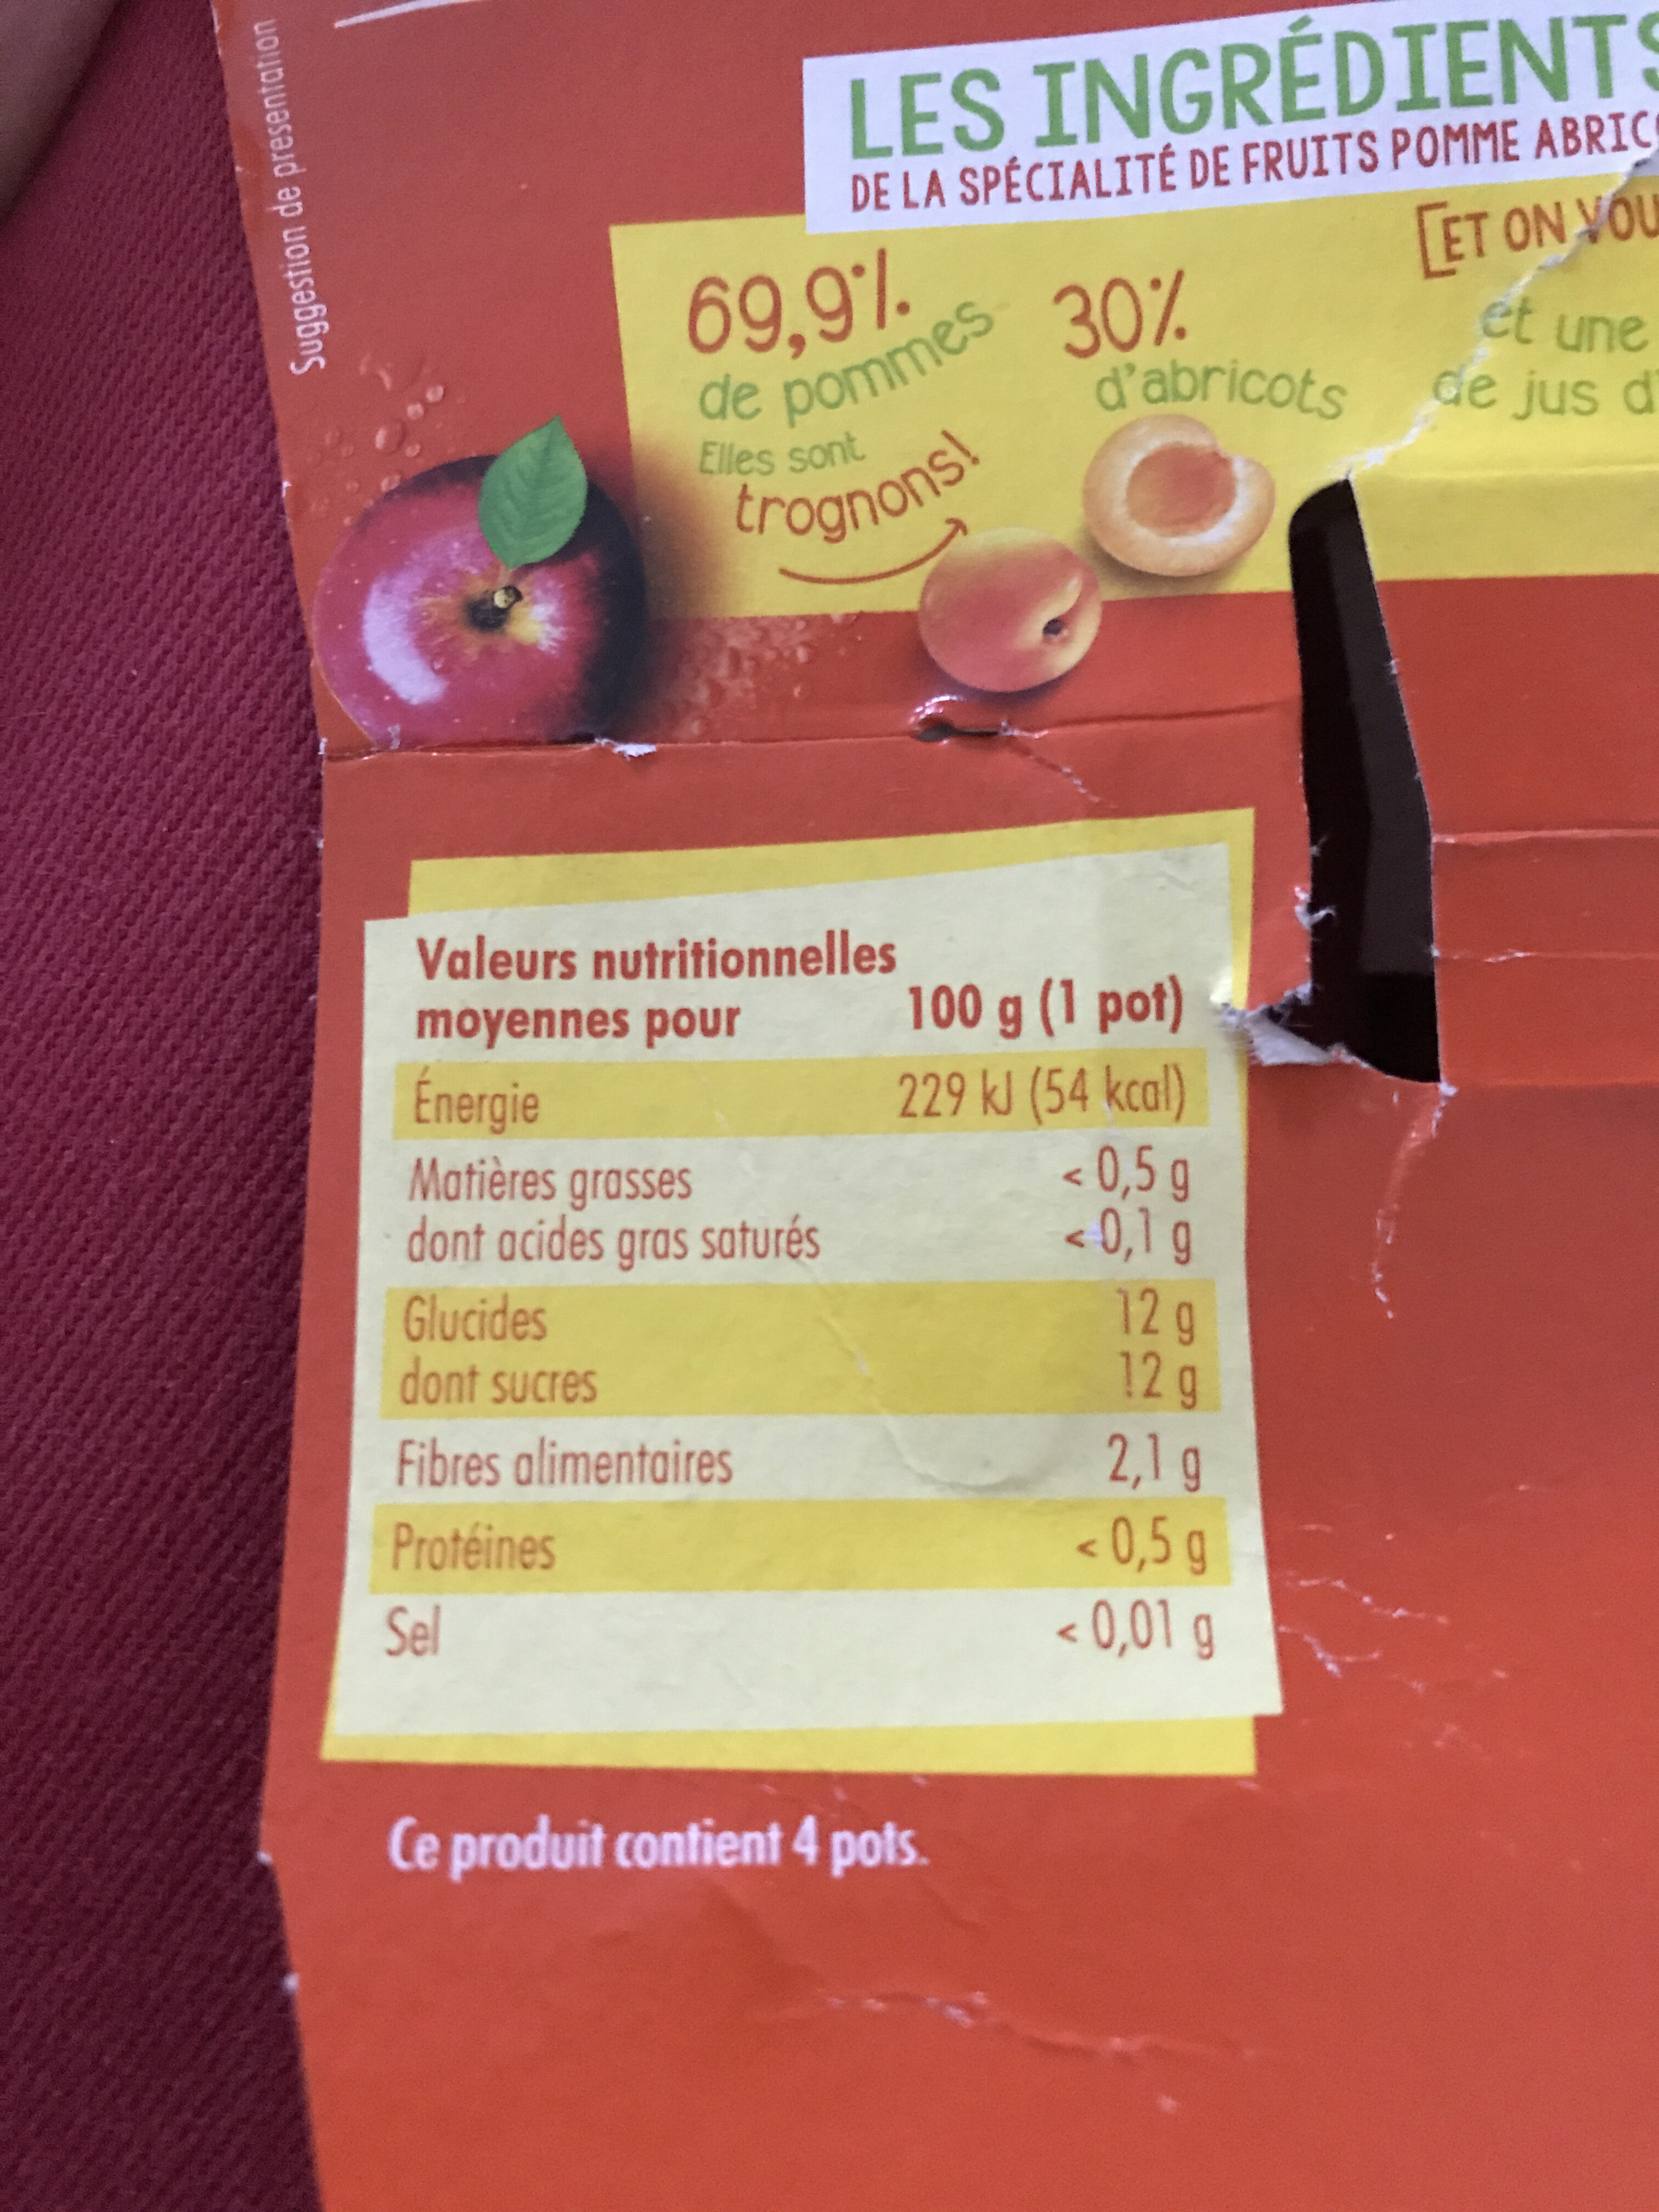 Suggestion de présentation
LES INGRÉDIENTS
DE LA SPÉCIALITÉ DE FRUITS POMME
[ET ON
69,9%
de pommes
Elles sont
trognons!
30%
d'abricots
et une
de jus
Valeurs nutritionnelles
moyennes pour 100 g (1 pot)
Énergie 229 kJ (54 kcal)
Matières grasses < 0,5 g
dont acides gras saturés < 0,1 g
Glucides 12 g
dont sucres 12 g
Fibres alimentaires 2,1 g
Protéines < 0,5 g
Sel < 0,01 g
Ce produit contient 4 pots.